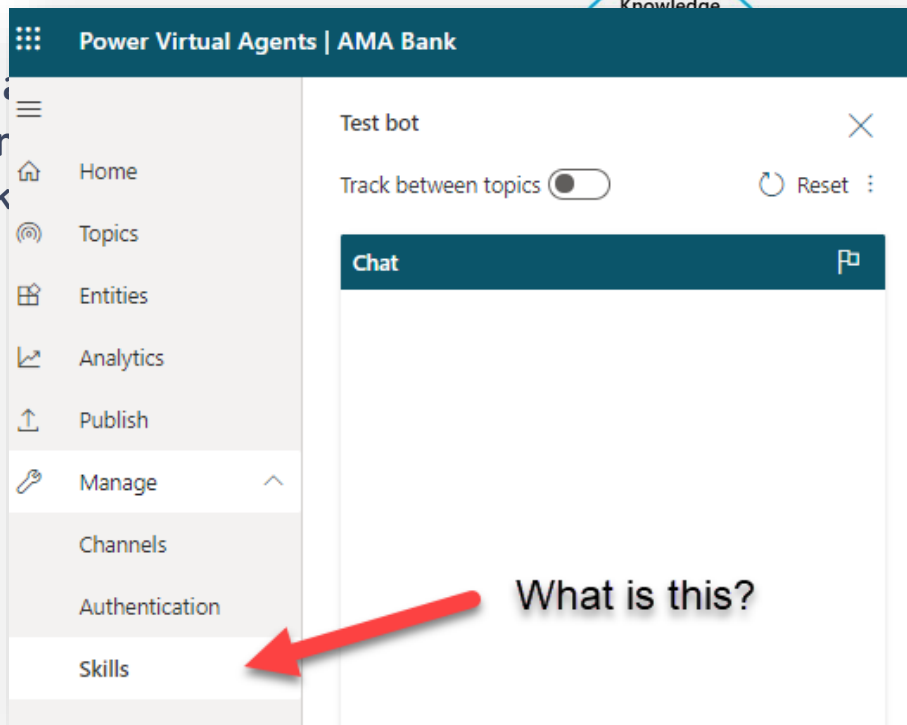 Knowledge
Power Virtual Agents | AMA Bank
Test bot
Track between topics
Reset
Home
Topics
Chat
Entities
Analytics
Publish
Manage
Channels
What is this?
Authentication
Skills